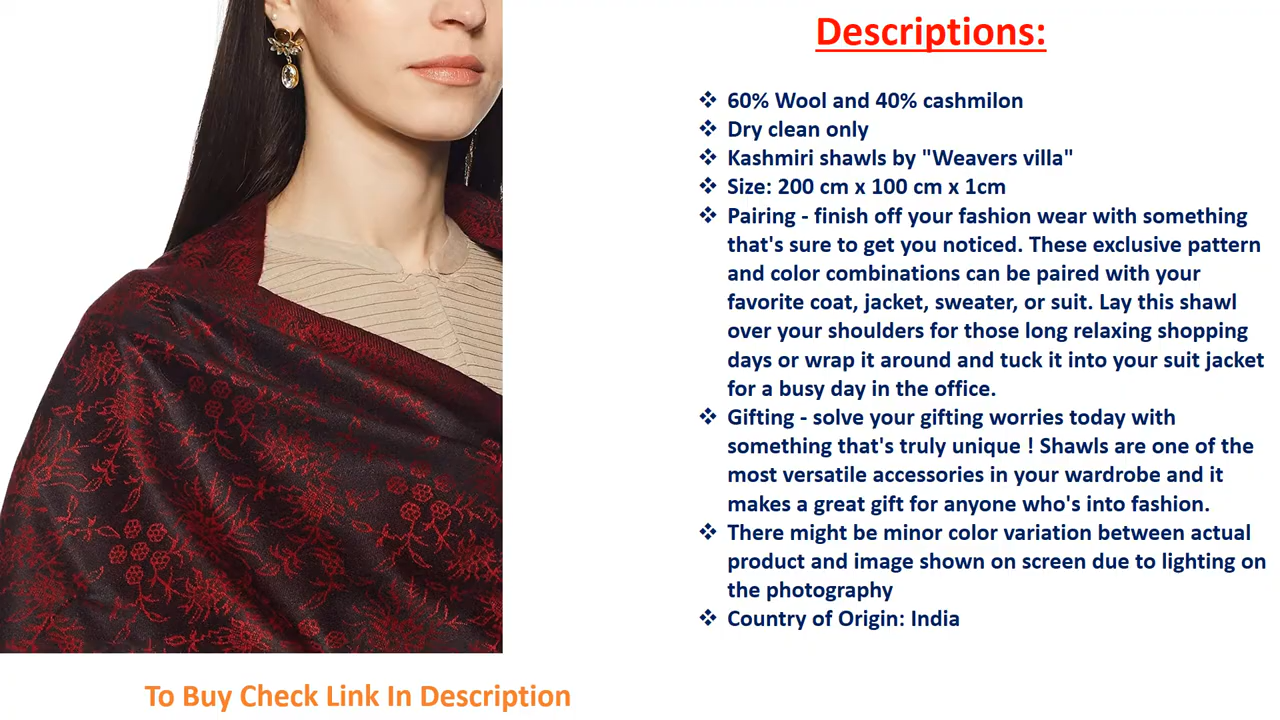 Descriptions:
❖ 60% Wool and 40% cashmilon
❖ Dry clean only
❖ Kashmiri shawls by "Weavers villa"
❖ Size: 200 cm x 100 cm x 1cm
❖ Pairing - finish off your fashion wear with something
that's sure to get you noticed. These exclusive pattern
and color combinations can be paired with your
favorite coat, jacket, sweater, or suit. Lay this shawl
over your shoulders for those long relaxing shopping
days or wrap it around and tuck it into your suit jacket
for a busy day in the office.
❖ Gifting - solve your gifting worries today with
something that's truly unique ! Shawls are one of the
most versatile accessories in your wardrobe and it
makes a great gift for anyone who's into fashion.
❖ There might be minor color variation between actual
product and image shown on screen due to lighting on
the photography
❖ Country of Origin: India
To Buy Check Link In Description